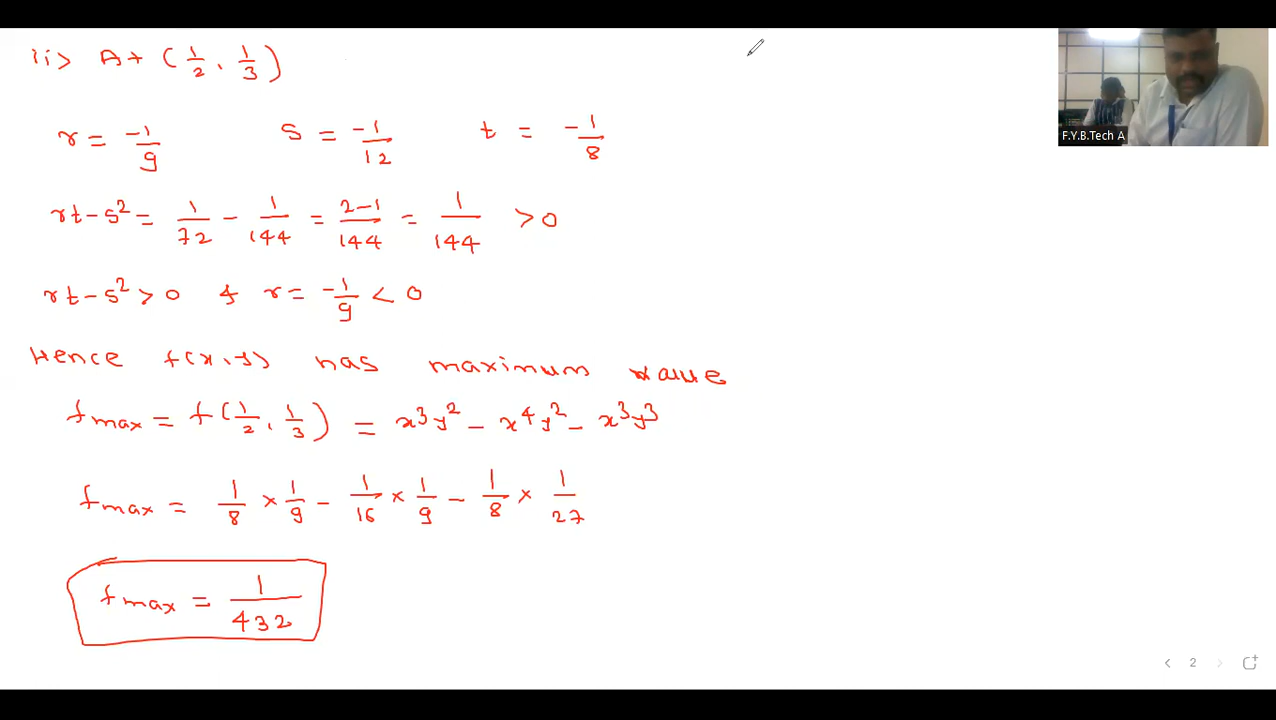 ii> At (1/2, 1/3)
r = -1/9 s = -1/12 t = -1/8
rt - s² = 1/72 - 1/144 = 2-1/144 = 1/144 > 0
rt - s² > 0 & r = -1/9 < 0
Hence f(x,y) has maximum value
fmax = f(1/2, 1/3) = x³y² - x⁴y² - x³y³
fmax = 1/8 × 1/9 - 1/16 × 1/9 - 1/8 × 1/27
fmax = 1/432
F.Y.B.Tech A
2